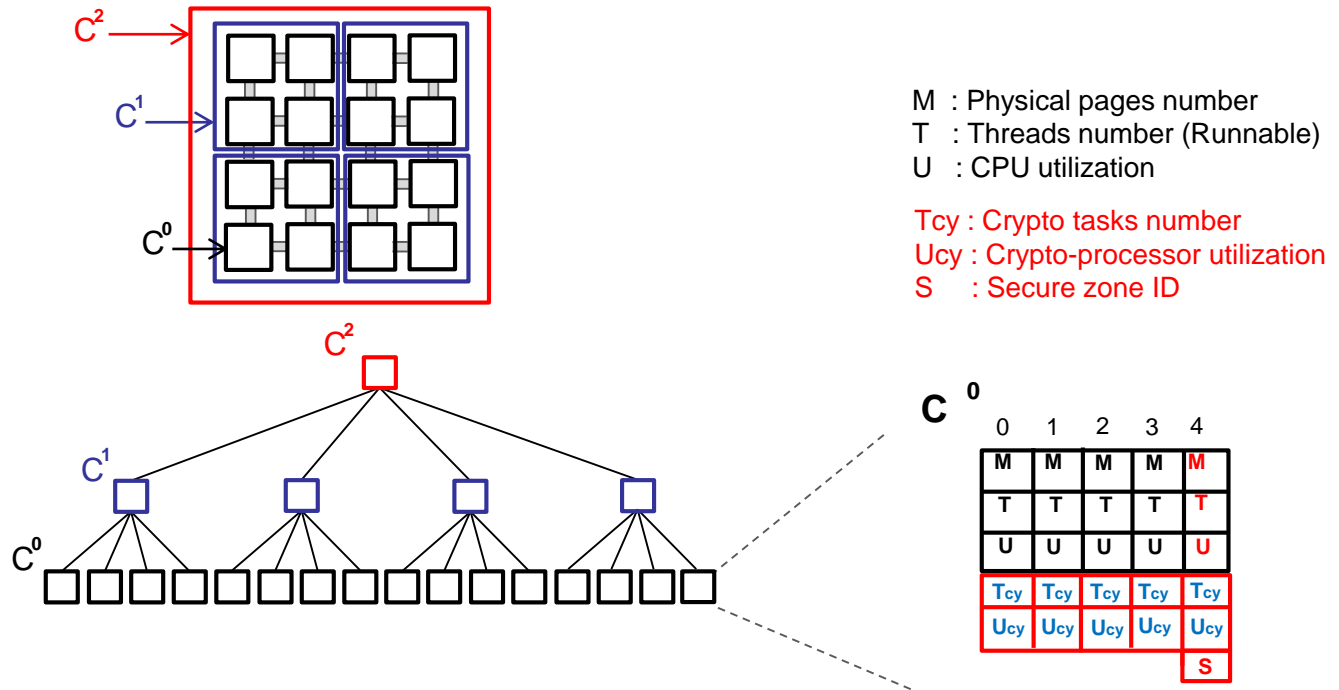 C²
C¹
C⁰
M : Physical pages number
T : Threads number (Runnable)
U : CPU utilization
Tcy : Crypto tasks number
Ucy : Crypto-processor utilization
S : Secure zone ID
C²
C¹
C⁰
C ⁰
0 1 2 3 4
M M M M M
T T T T T
U U U U U
Tcy Tcy Tcy Tcy Tcy
Ucy Ucy Ucy Ucy Ucy
S